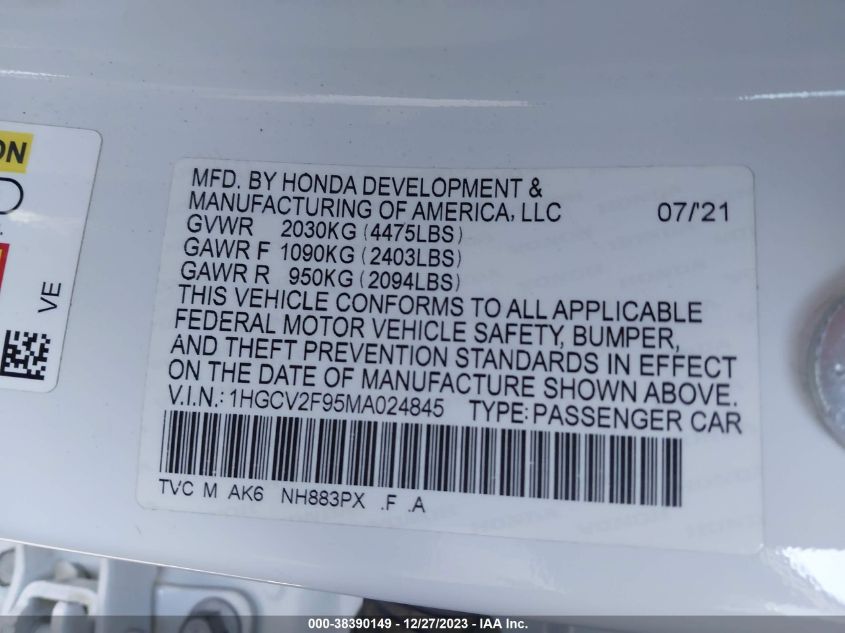 ON
VE
MFD. BY HONDA DEVELOPMENT &
MANUFACTURING OF AMERICA, LLC 07/'21
GVWR 2030KG (4475LBS)
GAWR F 1090KG (2403LBS)
GAWR R 950KG (2094LBS)
THIS VEHICLE CONFORMS TO ALL APPLICABLE
FEDERAL MOTOR VEHICLE SAFETY, BUMPER,
AND THEFT PREVENTION STANDARDS IN EFFECT
ON THE DATE OF MANUFACTURE SHOWN ABOVE.
V.I.N.: 1HGCV2F95MA024845 TYPE: PASSENGER CAR
TVC M AK6 NH883PX .F .A
000-38390149 - 12/27/2023 - IAA Inc.